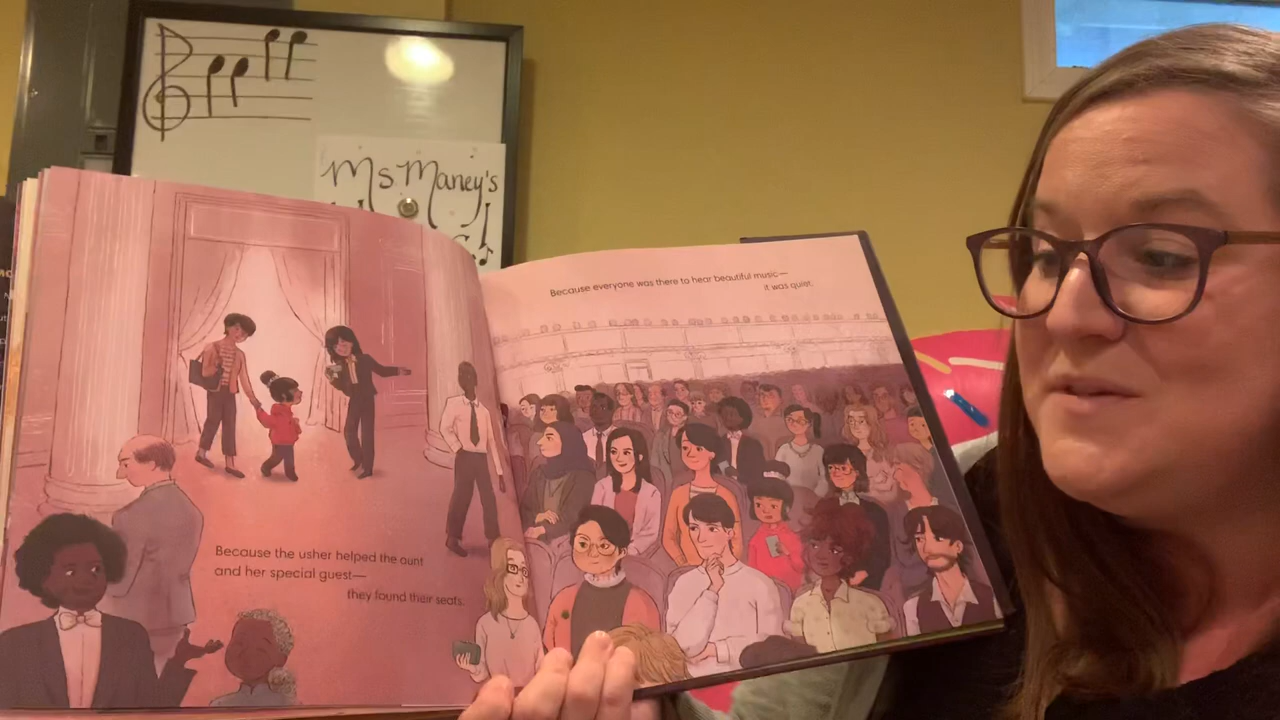 Ms. Maney's
Because the usher helped the aunt
and her special guest—
they found their seats.
Because everyone was there to hear beautiful music—
it was quiet.